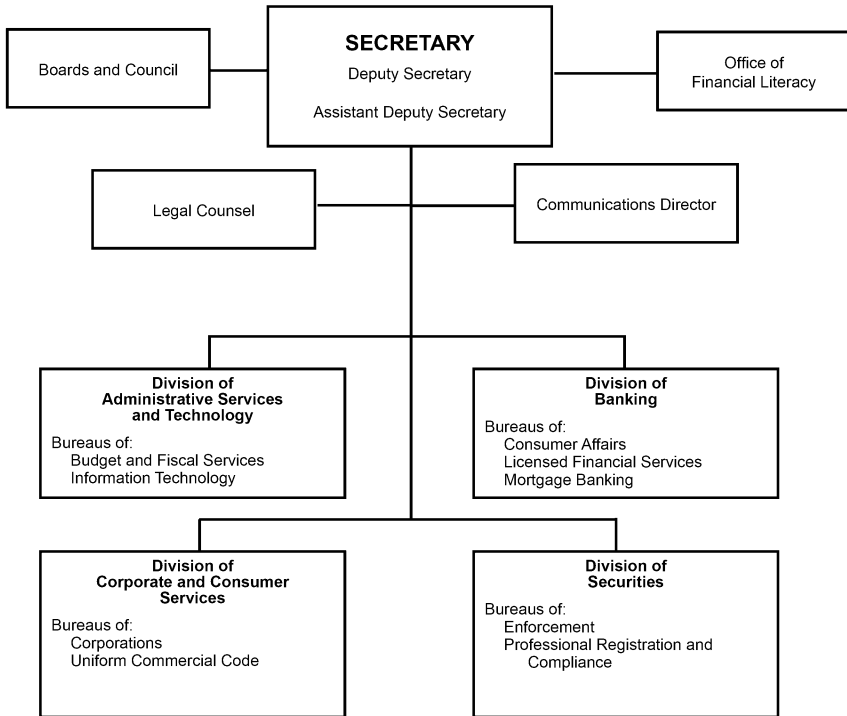 SECRETARY
Deputy Secretary
Assistant Deputy Secretary
Boards and Council
Office of
Financial Literacy
Legal Counsel
Communications Director
Division of
Administrative Services
and Technology
Bureaus of:
Budget and Fiscal Services
Information Technology
Division of
Banking
Bureaus of:
Consumer Affairs
Licensed Financial Services
Mortgage Banking
Division of
Corporate and Consumer
Services
Bureaus of:
Corporations
Uniform Commercial Code
Division of
Securities
Bureaus of:
Enforcement
Professional Registration and
Compliance